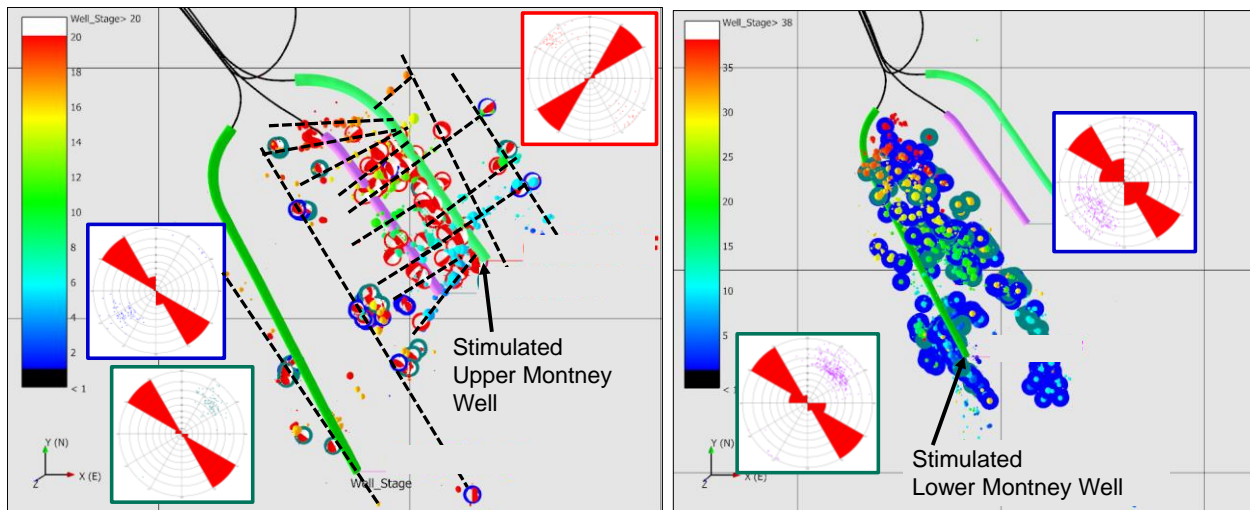 Well_Stage> 20
20
18
16
14
12
10
8
6
4
2
< 1
Stimulated
Upper Montney
Well
Y (N)
X (E)
Z
Well_Stage
Well_Stage> 38
35
30
25
20
15
10
5
< 1
Stimulated
Lower Montney Well
Y (N)
X (E)
Z